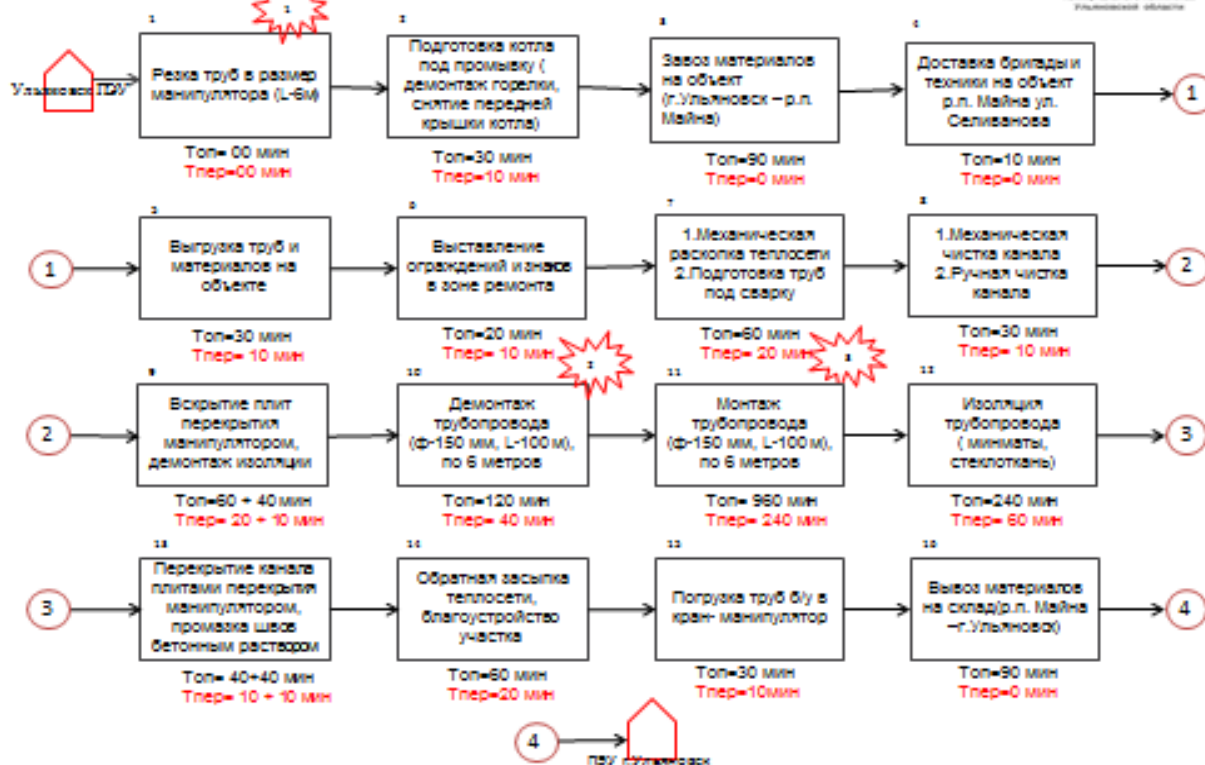 Ульяновской области
1
Ульяновск ПЭУ
1
Резка труб в размер
манипулятора (L-6м)
Топ= 00 мин
Тпер=00 мин
Подготовка котла
под промывку (
демонтаж горелки,
снятие передней
крышки котла)
Топ=30 мин
Тпер=10 мин
Завоз материалов
на объект
(г.Ульяновск – р.п.
Майна)
Топ=90 мин
Тпер=0 мин
Доставка бригады и
техники на объект
р.п. Майна ул.
Селиванова
Топ=10 мин
Тпер=0 мин
1
1
Выгрузка труб и
материалов на
объекте
Топ=30 мин
Тпер= 10 мин
Выставление
ограждений и знаков
в зоне ремонта
Топ=20 мин
Тпер= 10 мин
7
1.Механическая
раскопка теплосети
2.Подготовка труб
под сварку
Топ=60 мин
Тпер= 20 мин
1.Механическая
чистка канала
2.Ручная чистка
канала
Топ=30 мин
Тпер= 10 мин
2
2
9
Вскрытие плит
перекрытия
манипулятором,
демонтаж изоляции
Топ=60 + 40 мин
Тпер= 20 + 10 мин
10
Демонтаж
трубопровода
(ф-150 мм, L-100 м),
по 6 метров
Топ=120 мин
Тпер= 40 мин
11
Монтаж
трубопровода
(ф-150 мм, L-100 м),
по 6 метров
Топ= 960 мин
Тпер= 240 мин
Изоляция
трубопровода
( минматы,
стеклоткань)
Топ=240 мин
Тпер= 60 мин
3
3
Перекрытие канала
плитами перекрытия
манипулятором,
промазка швов
бетонным раствором
Топ= 40+40 мин
Тпер= 10 + 10 мин
14
Обратная засыпка
теплосети,
благоустройство
участка
Топ=60 мин
Тпер=20 мин
Погрузка труб б/у в
кран- манипулятор
Топ=30 мин
Тпер=10мин
Вывоз материалов
на склад(р.п. Майна
–г.Ульяновск)
Топ=90 мин
Тпер=0 мин
4
4
ПЭУ г.Ульяновск